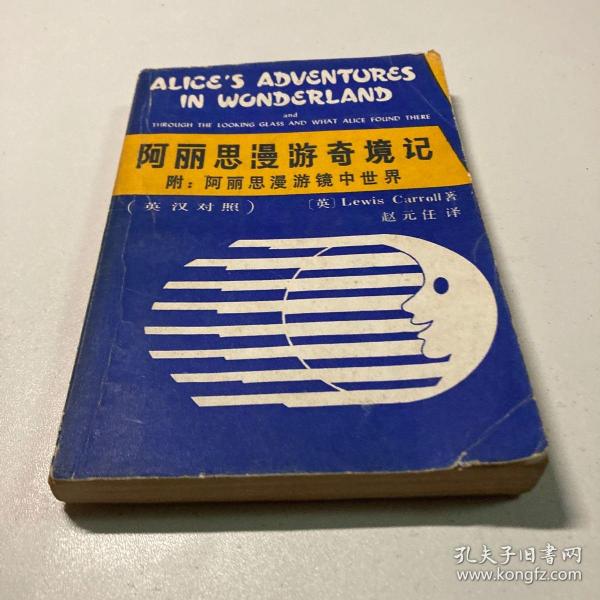 ALICE'S ADVENTURES
IN WONDERLAND
and
THROUGH THE LOOKING GLASS AND WHAT ALICE FOUND THERE
阿丽思漫游奇境记
附：阿丽思漫游镜中世界
(英汉对照)
〔英〕Lewis Carroll著
赵元任 译
孔夫子旧书网
www.kongfz.com